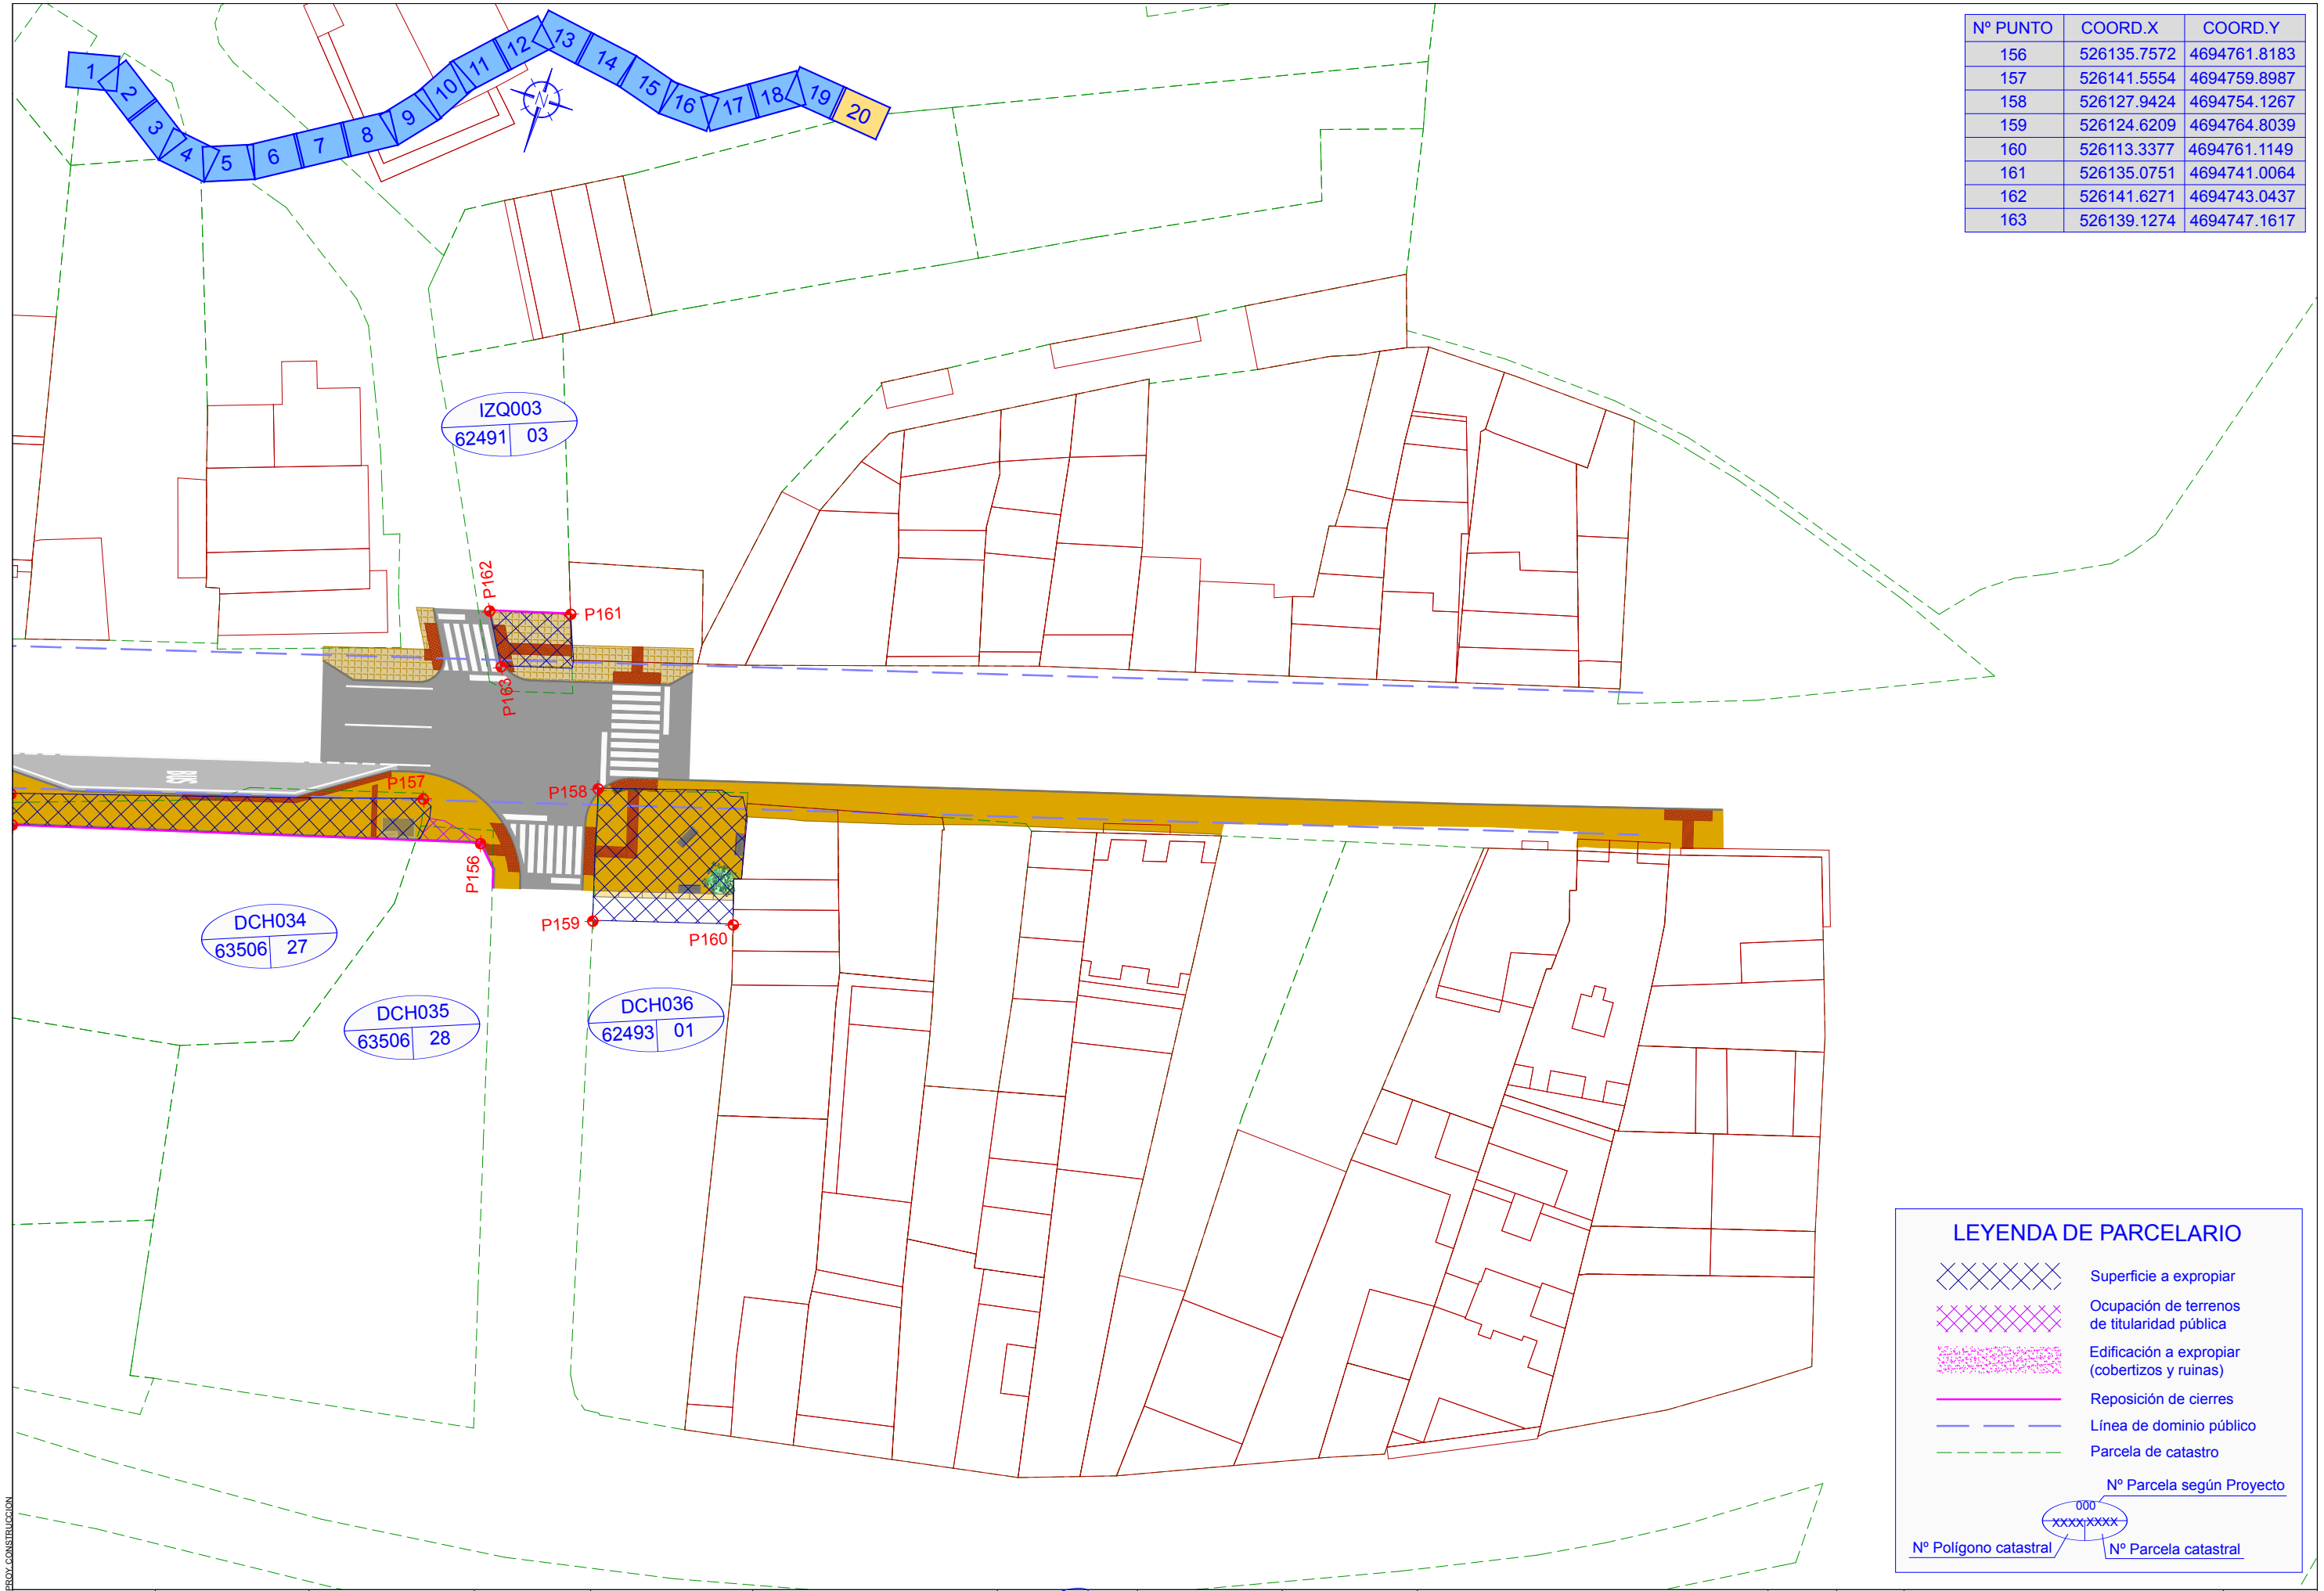 1
2
3
4
5
6
7
8
9
10
11
12
13
14
15
16
17
18
19
20
N
Nº PUNTO COORD.X COORD.Y
156 526135.7572 4694761.8183
157 526141.5554 4694759.8987
158 526127.9424 4694754.1267
159 526124.6209 4694764.8039
160 526113.3377 4694761.1149
161 526135.0751 4694741.0064
162 526141.6271 4694743.0437
163 526139.1274 4694747.1617
IZQ003
62491 03
P162
P161
P163
BUS
P157
P158
P156
P159
P160
DCH034
63506 27
DCH035
63506 28
DCH036
62493 01
LEYENDA DE PARCELARIO
Superficie a expropiar
Ocupación de terrenos
de titularidad pública
Edificación a expropiar
(cobertizos y ruinas)
Reposición de cierres
Línea de dominio público
Parcela de catastro
Nº Parcela según Proyecto
000
XXXX XXXX
Nº Polígono catastral
Nº Parcela catastral
PROY. CONSTRUCCION